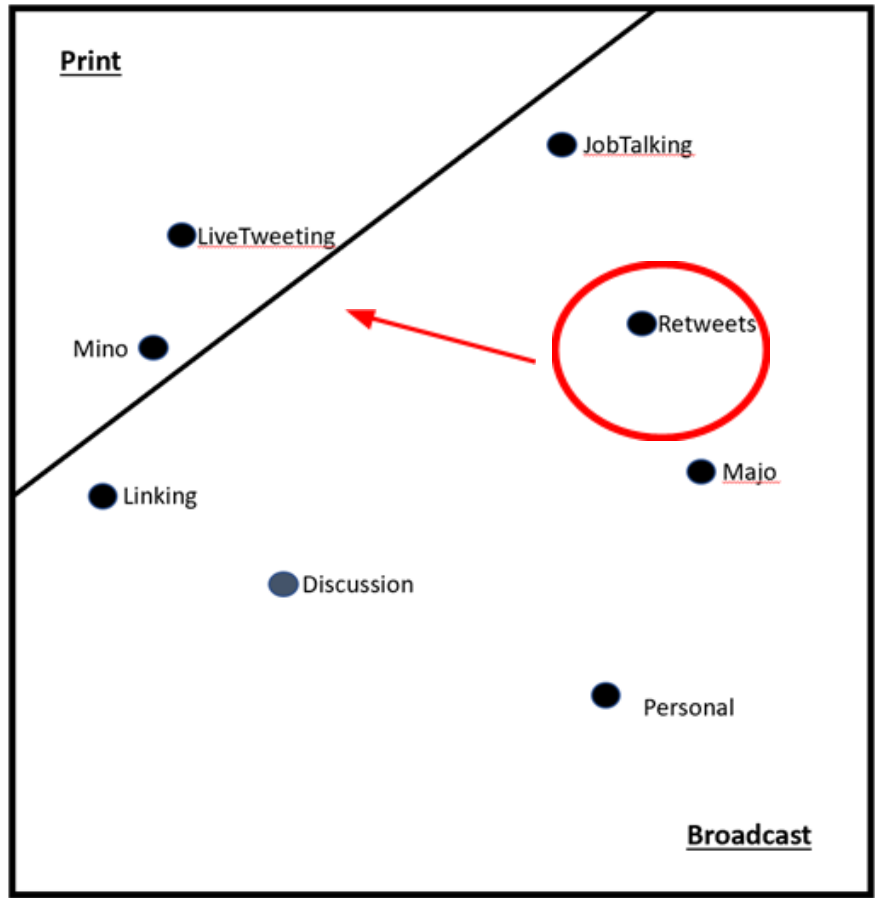 Print
JobTalking
LiveTweeting
Retweets
Mino
Majo
Linking
Discussion
Personal
Broadcast